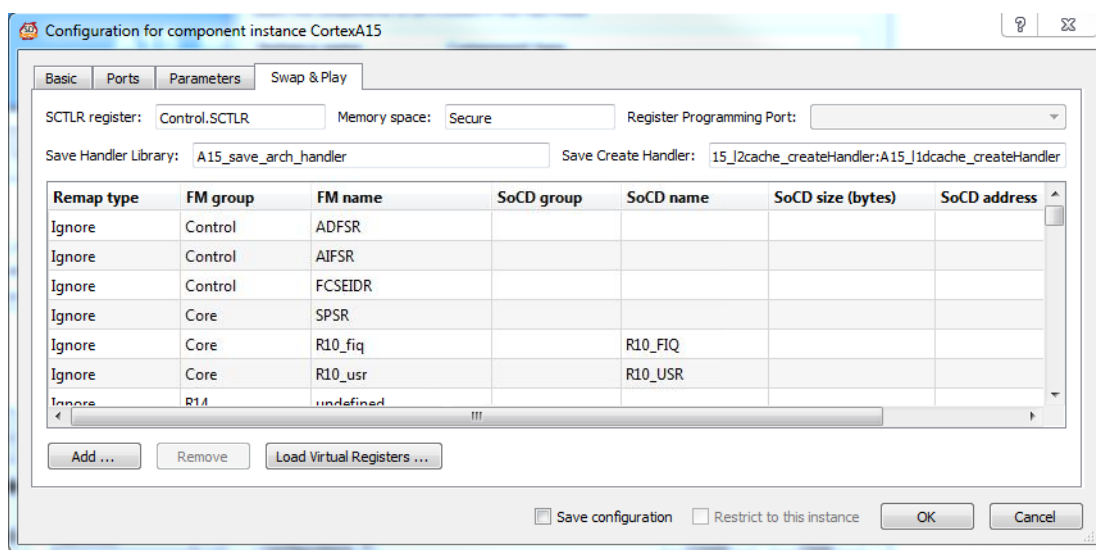 Configuration for component instance CortexA15
Basic Ports Parameters Swap & Play
SCTLR register: Control.SCTLR Memory space: Secure Register Programming Port:
Save Handler Library: A15_save_arch_handler Save Create Handler: 15_l2cache_createHandler:A15_l1dcache_createHandler
Remap type FM group FM name SoCD group SoCD name SoCD size (bytes) SoCD address
Ignore Control ADFSR
Ignore Control AIFSR
Ignore Control FCSEIDR
Ignore Core SPSR
Ignore Core R10_fiq R10_FIQ
Ignore Core R10_usr R10_USR
Ignore R14 undefined
Add ... Remove Load Virtual Registers ...
Save configuration Restrict to this instance OK Cancel